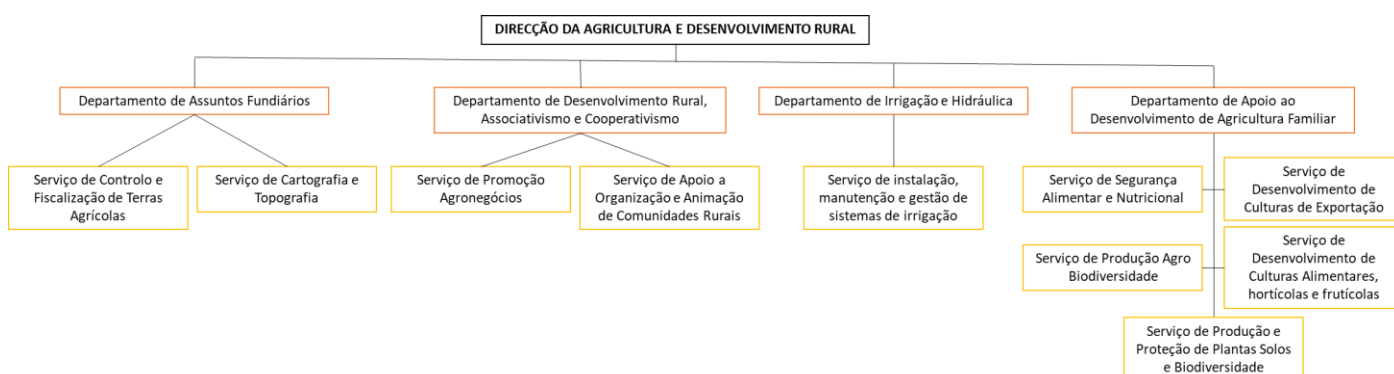 DIRECÇÃO DA AGRICULTURA E DESENVOLVIMENTO RURAL
Departamento de Assuntos Fundiários
Departamento de Desenvolvimento Rural,
Associativismo e Cooperativismo
Departamento de Irrigação e Hidráulica
Departamento de Apoio ao
Desenvolvimento de Agricultura Familiar
Serviço de Controlo e
Fiscalização de Terras
Agrícolas
Serviço de Cartografia e
Topografia
Serviço de Promoção
Agronegócios
Serviço de Apoio a
Organização e Animação
de Comunidades Rurais
Serviço de instalação,
manutenção e gestão de
sistemas de irrigação
Serviço de Segurança
Alimentar e Nutricional
Serviço de
Desenvolvimento de
Culturas de Exportação
Serviço de Produção Agro
Biodiversidade
Serviço de
Desenvolvimento de
Culturas Alimentares,
hortícolas e frutícolas
Serviço de Produção e
Proteção de Plantas Solos
e Biodiversidade